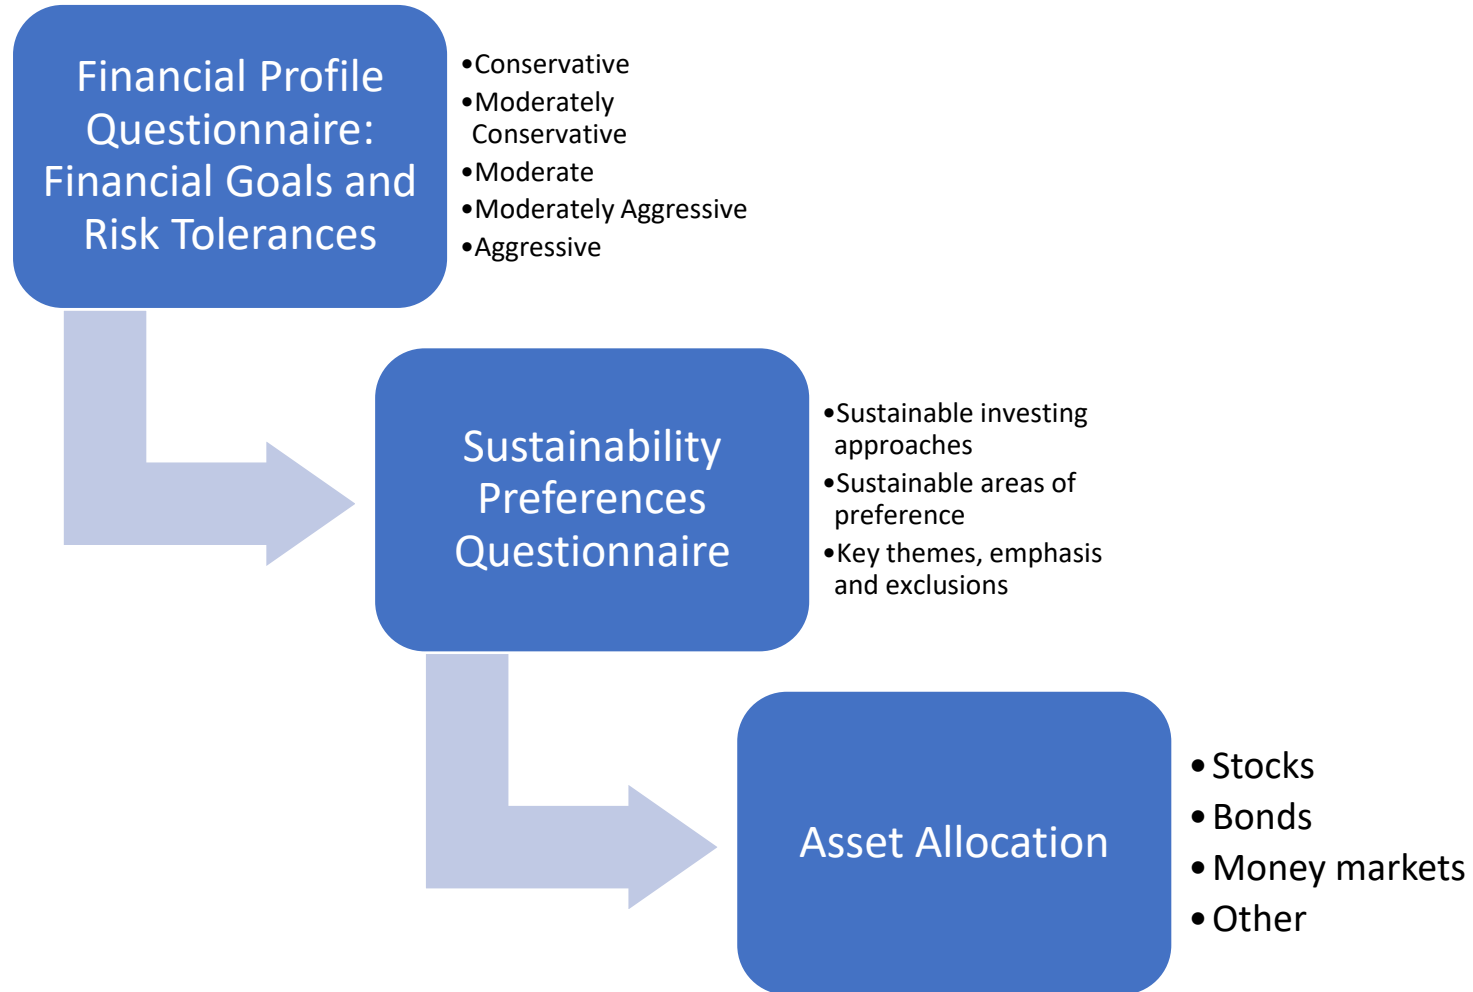 Financial Profile
Questionnaire:
Financial Goals and
Risk Tolerances
•Conservative
•Moderately
Conservative
•Moderate
•Moderately Aggressive
•Aggressive
Sustainability
Preferences
Questionnaire
•Sustainable investing
approaches
•Sustainable areas of
preference
•Key themes, emphasis
and exclusions
Asset Allocation
•Stocks
•Bonds
•Money markets
•Other